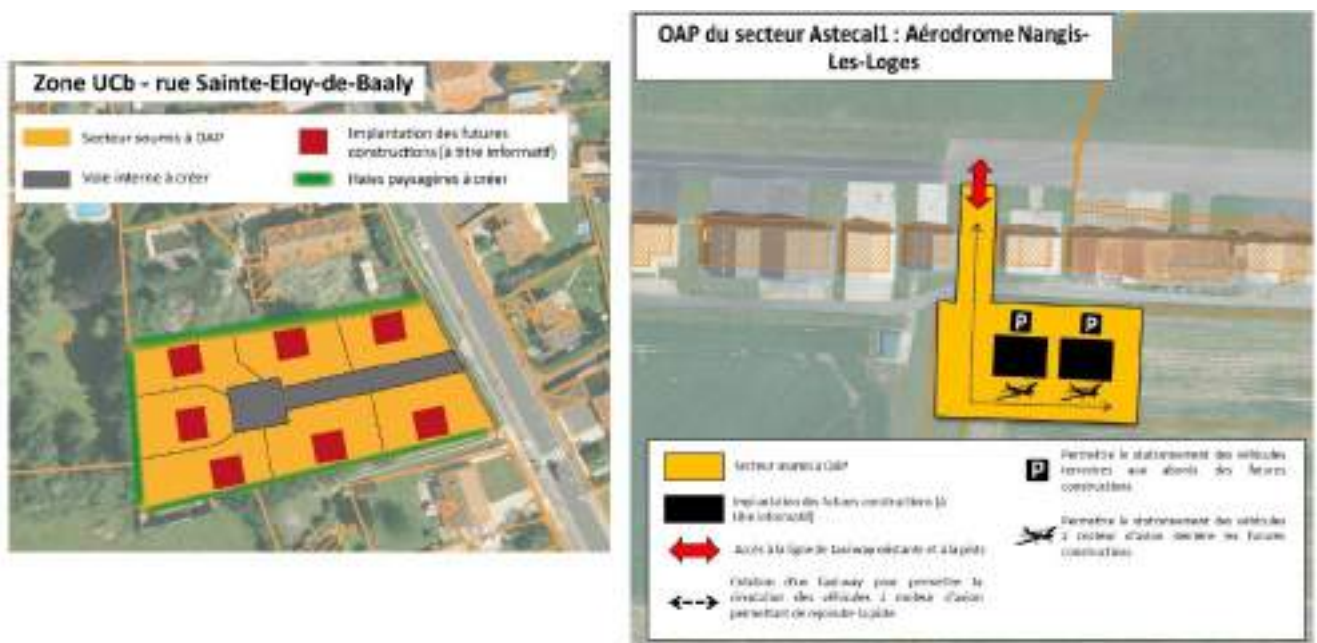 Zone UCb - rue Sainte-Eloy-de-Baaly
Secteur soumis à OAP
Implantation des futures
constructions (à titre informatif)
Voie interne à créer
Haies paysagères à créer
OAP du secteur Astecal1 : Aérodrome Nangis-
Les-Loges
P
P
Secteur soumis à OAP
Implantation des futures constructions (à
titre informatif)
Accès à la ligne de taxiway existante et à la piste
Création d'un taxiway pour permettre la
circulation des véhicules à moteur d'avion
permettant de rejoindre la piste
P
Permettre le stationnement des véhicules
terrestres aux abords des futures
constructions
Permettre le stationnement des véhicules
à moteur d'avion derrière les futures
constructions